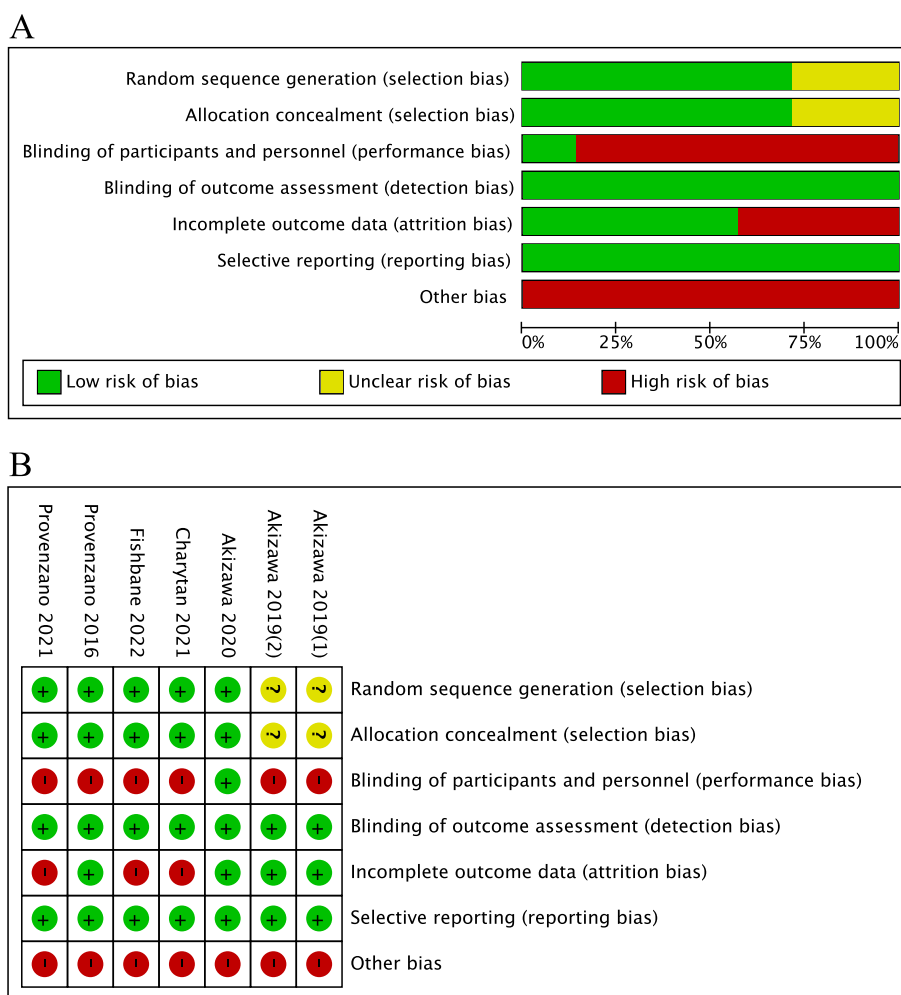 A
Random sequence generation (selection bias)
Allocation concealment (selection bias)
Blinding of participants and personnel (performance bias)
Blinding of outcome assessment (detection bias)
Incomplete outcome data (attrition bias)
Selective reporting (reporting bias)
Other bias
0% 25% 50% 75% 100%
Low risk of bias Unclear risk of bias High risk of bias
B
Provenzano 2021
Provenzano 2016
Fishbane 2022
Charytan 2021
Akizawa 2020
Akizawa 2019(2)
Akizawa 2019(1)
+ + + + + ? ? Random sequence generation (selection bias)
+ + + + + ? ? Allocation concealment (selection bias)
– – – – + – – Blinding of participants and personnel (performance bias)
+ + + + + + + Blinding of outcome assessment (detection bias)
– + – – + + + Incomplete outcome data (attrition bias)
+ + + + + + + Selective reporting (reporting bias)
– – – – – – – Other bias